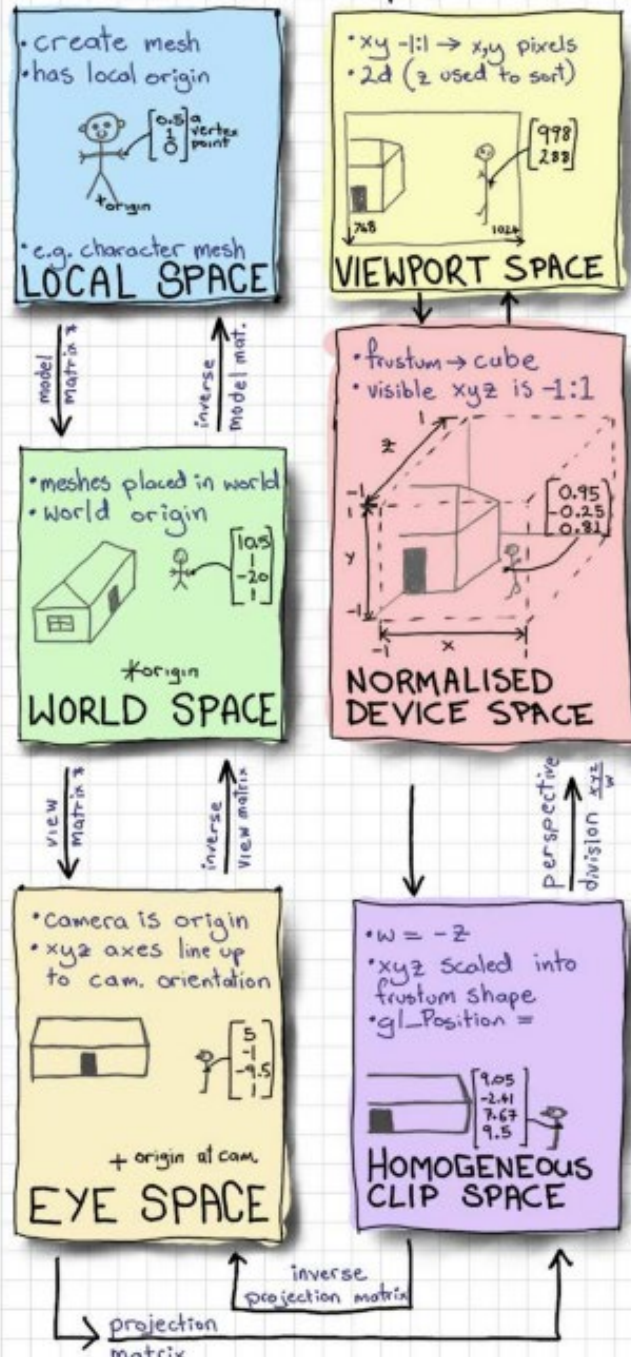 • create mesh
• has local origin
[0.5 1 0] a vertex point
origin
• e.g. character mesh
LOCAL SPACE
model matrix *
inverse model mat.
• meshes placed in world
• world origin
[10.5 1 -20 1]
*origin
WORLD SPACE
view matrix *
inverse view matrix
• camera is origin
• xyz axes line up
to cam. orientation
[5 -1 -9.5 1]
+ origin at cam.
EYE SPACE
projection
matrix
inverse
projection matrix
• w = -z
• xyz scaled into
frustum shape
• gl_Position =
[9.05 -2.41 7.67 9.5]
HOMOGENEOUS
CLIP SPACE
perspective
division xyz/w
• frustum → cube
• visible xyz is -1:1
1
z
-1
1
y
-1
-1
x
1
[0.95 -0.25 0.81]
NORMALISED
DEVICE SPACE
• xy -1:1 → x,y pixels
• 2d (z used to sort)
[998 288]
768
1024
VIEWPORT SPACE